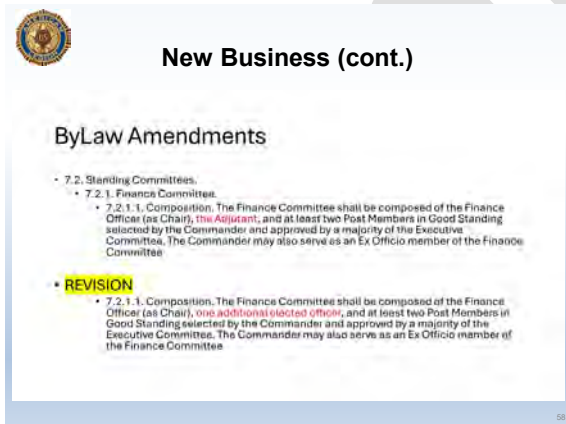 New Business (cont.)
ByLaw Amendments
• 7.2. Standing Committees.
• 7.2.1. Finance Committee.
• 7.2.1.1. Composition. The Finance Committee shall be composed of the Finance
Officer (as Chair), the Adjutant, and at least two Post Members in Good Standing
selected by the Commander and approved by a majority of the Executive
Committee. The Commander may also serve as an Ex Officio member of the Finance
Committee
• REVISION
• 7.2.1.1. Composition. The Finance Committee shall be composed of the Finance
Officer (as Chair), one additional elected officer, and at least two Post Members in
Good Standing selected by the Commander and approved by a majority of the
Executive Committee. The Commander may also serve as an Ex Officio member of
the Finance Committee
58